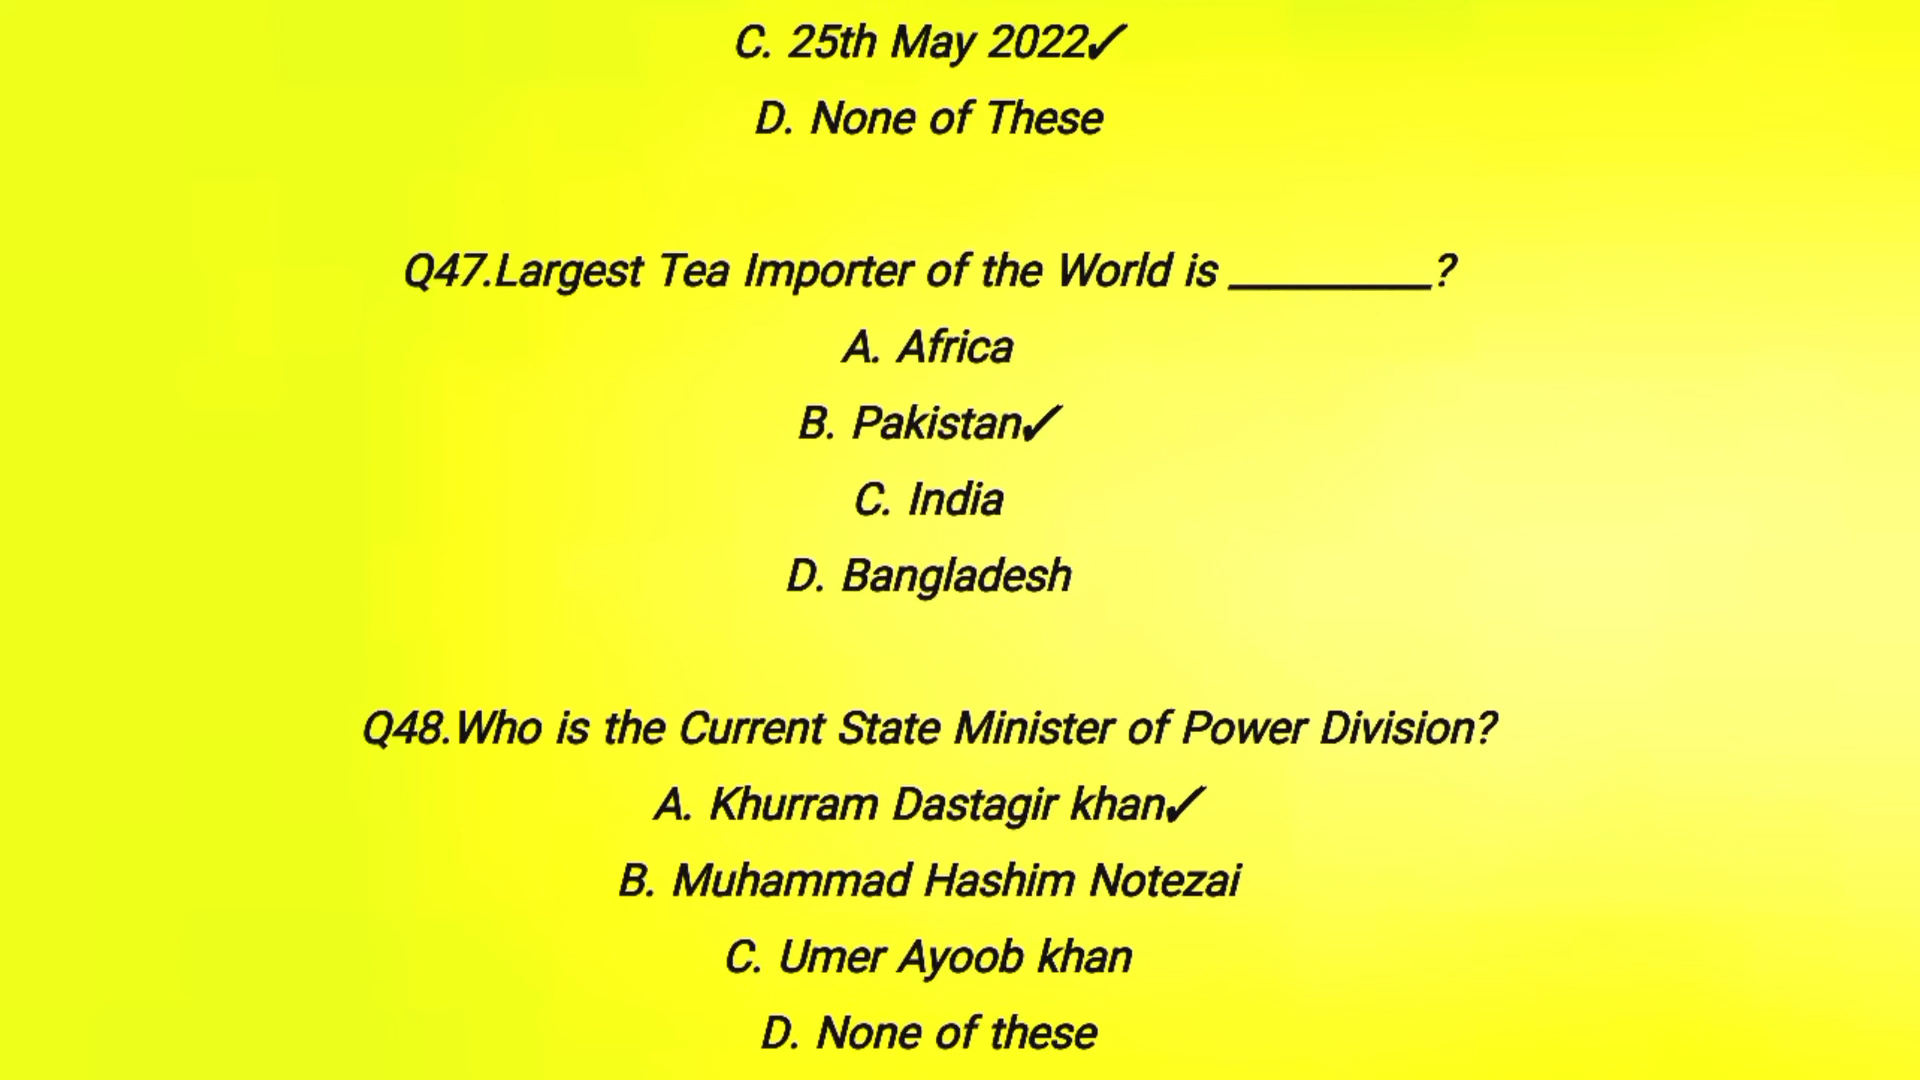 C. 25th May 2022✓
D. None of These
Q47.Largest Tea Importer of the World is _________?
A. Africa
B. Pakistan✓
C. India
D. Bangladesh
Q48.Who is the Current State Minister of Power Division?
A. Khurram Dastagir khan✓
B. Muhammad Hashim Notezai
C. Umer Ayoob khan
D. None of these